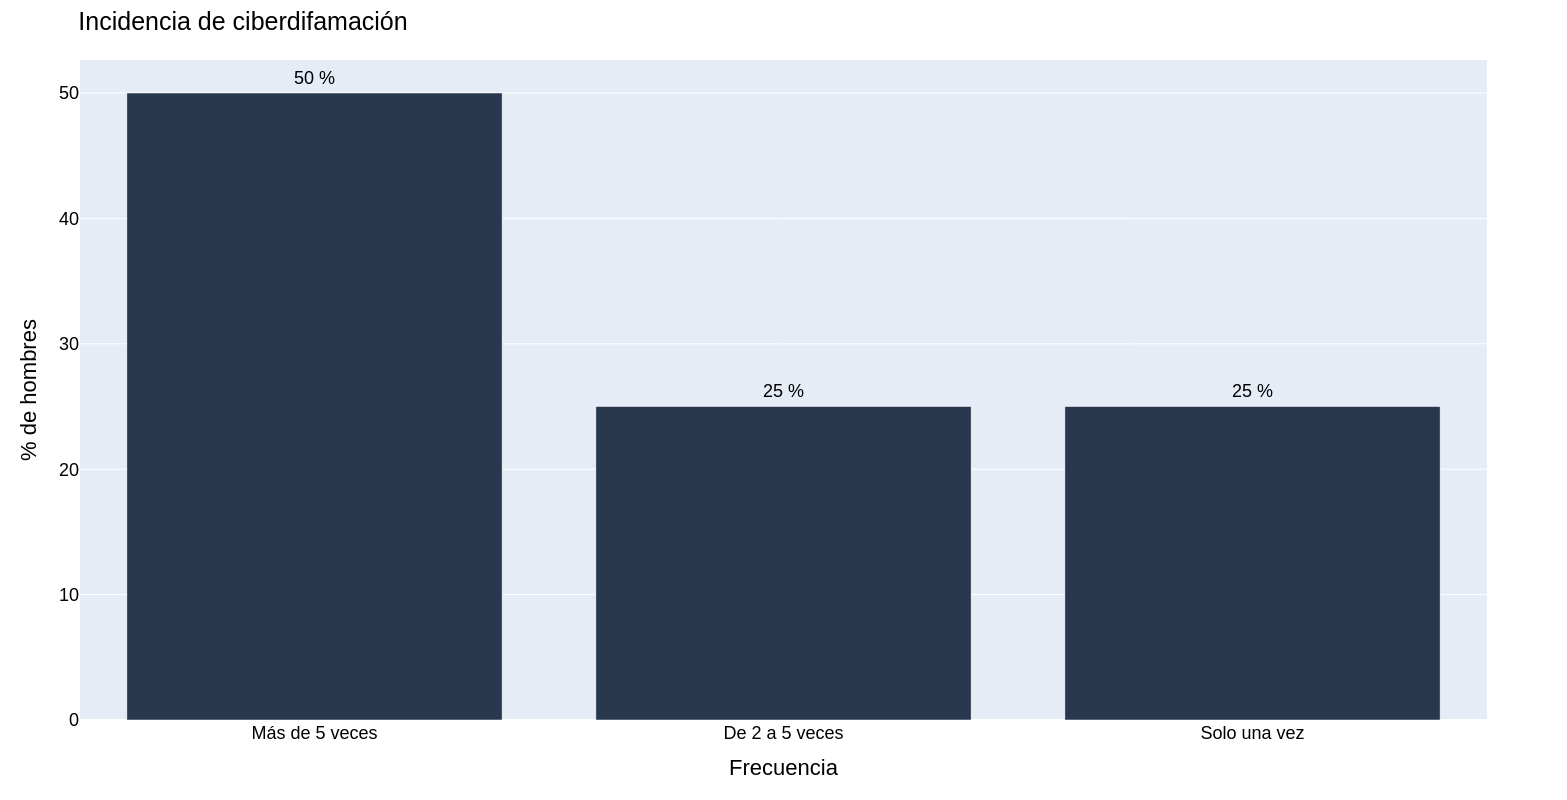 Incidencia de ciberdifamación
50 %
25 %
25 %
50
40
30
20
10
0
% de hombres
Más de 5 veces
De 2 a 5 veces
Solo una vez
Frecuencia